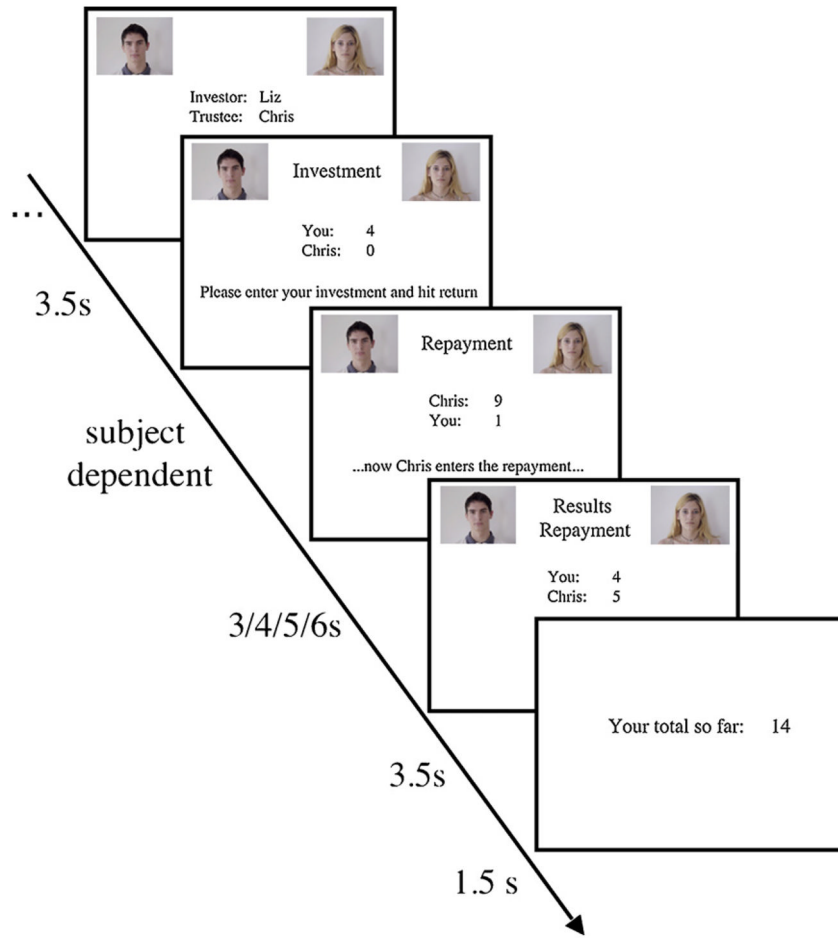 Investor: Liz
Trustee: Chris
Investment
You: 4
Chris: 0
Please enter your investment and hit return
Repayment
Chris: 9
You: 1
...now Chris enters the repayment...
Results
Repayment
You: 4
Chris: 5
Your total so far: 14
...
3.5s
subject
dependent
3/4/5/6s
3.5s
1.5 s